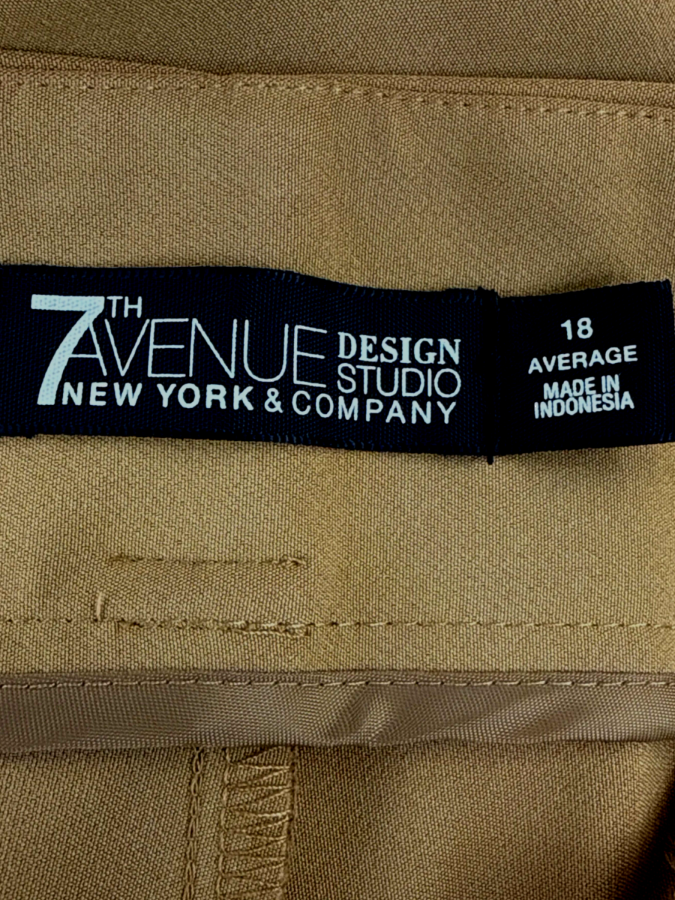 7TH AVENUE DESIGN STUDIO
NEW YORK & COMPANY
18
AVERAGE
MADE IN
INDONESIA